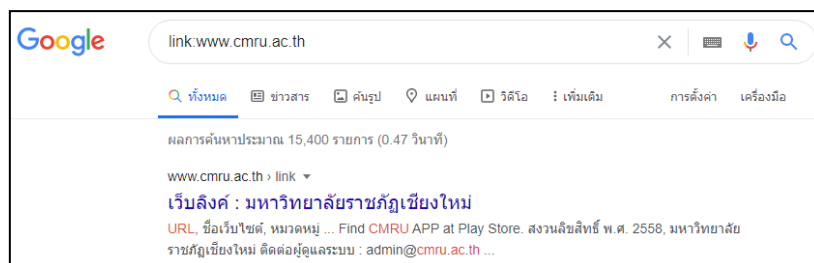 Google
link:www.cmru.ac.th
ทั้งหมด ข่าวสาร ค้นรูป แผนที่ วิดีโอ เพิ่มเติม การตั้งค่า เครื่องมือ
ผลการค้นหาประมาณ 15,400 รายการ (0.47 วินาที)
www.cmru.ac.th › link
เว็บลิงค์ : มหาวิทยาลัยราชภัฏเชียงใหม่
URL, ชื่อเว็บไซต์, หมวดหมู่ ... Find CMRU APP at Play Store. สงวนลิขสิทธิ์ พ.ศ. 2558, มหาวิทยาลัย
ราชภัฏเชียงใหม่ ติดต่อผู้ดูแลระบบ : admin@cmru.ac.th ...